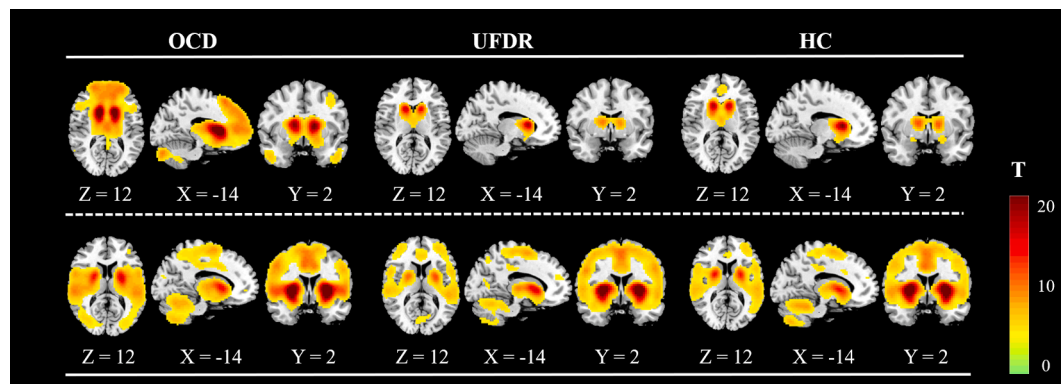 OCD UFDR HC
Z = 12 X = -14 Y = 2 Z = 12 X = -14 Y = 2 Z = 12 X = -14 Y = 2
T
20
10
0
Z = 12 X = -14 Y = 2 Z = 12 X = -14 Y = 2 Z = 12 X = -14 Y = 2